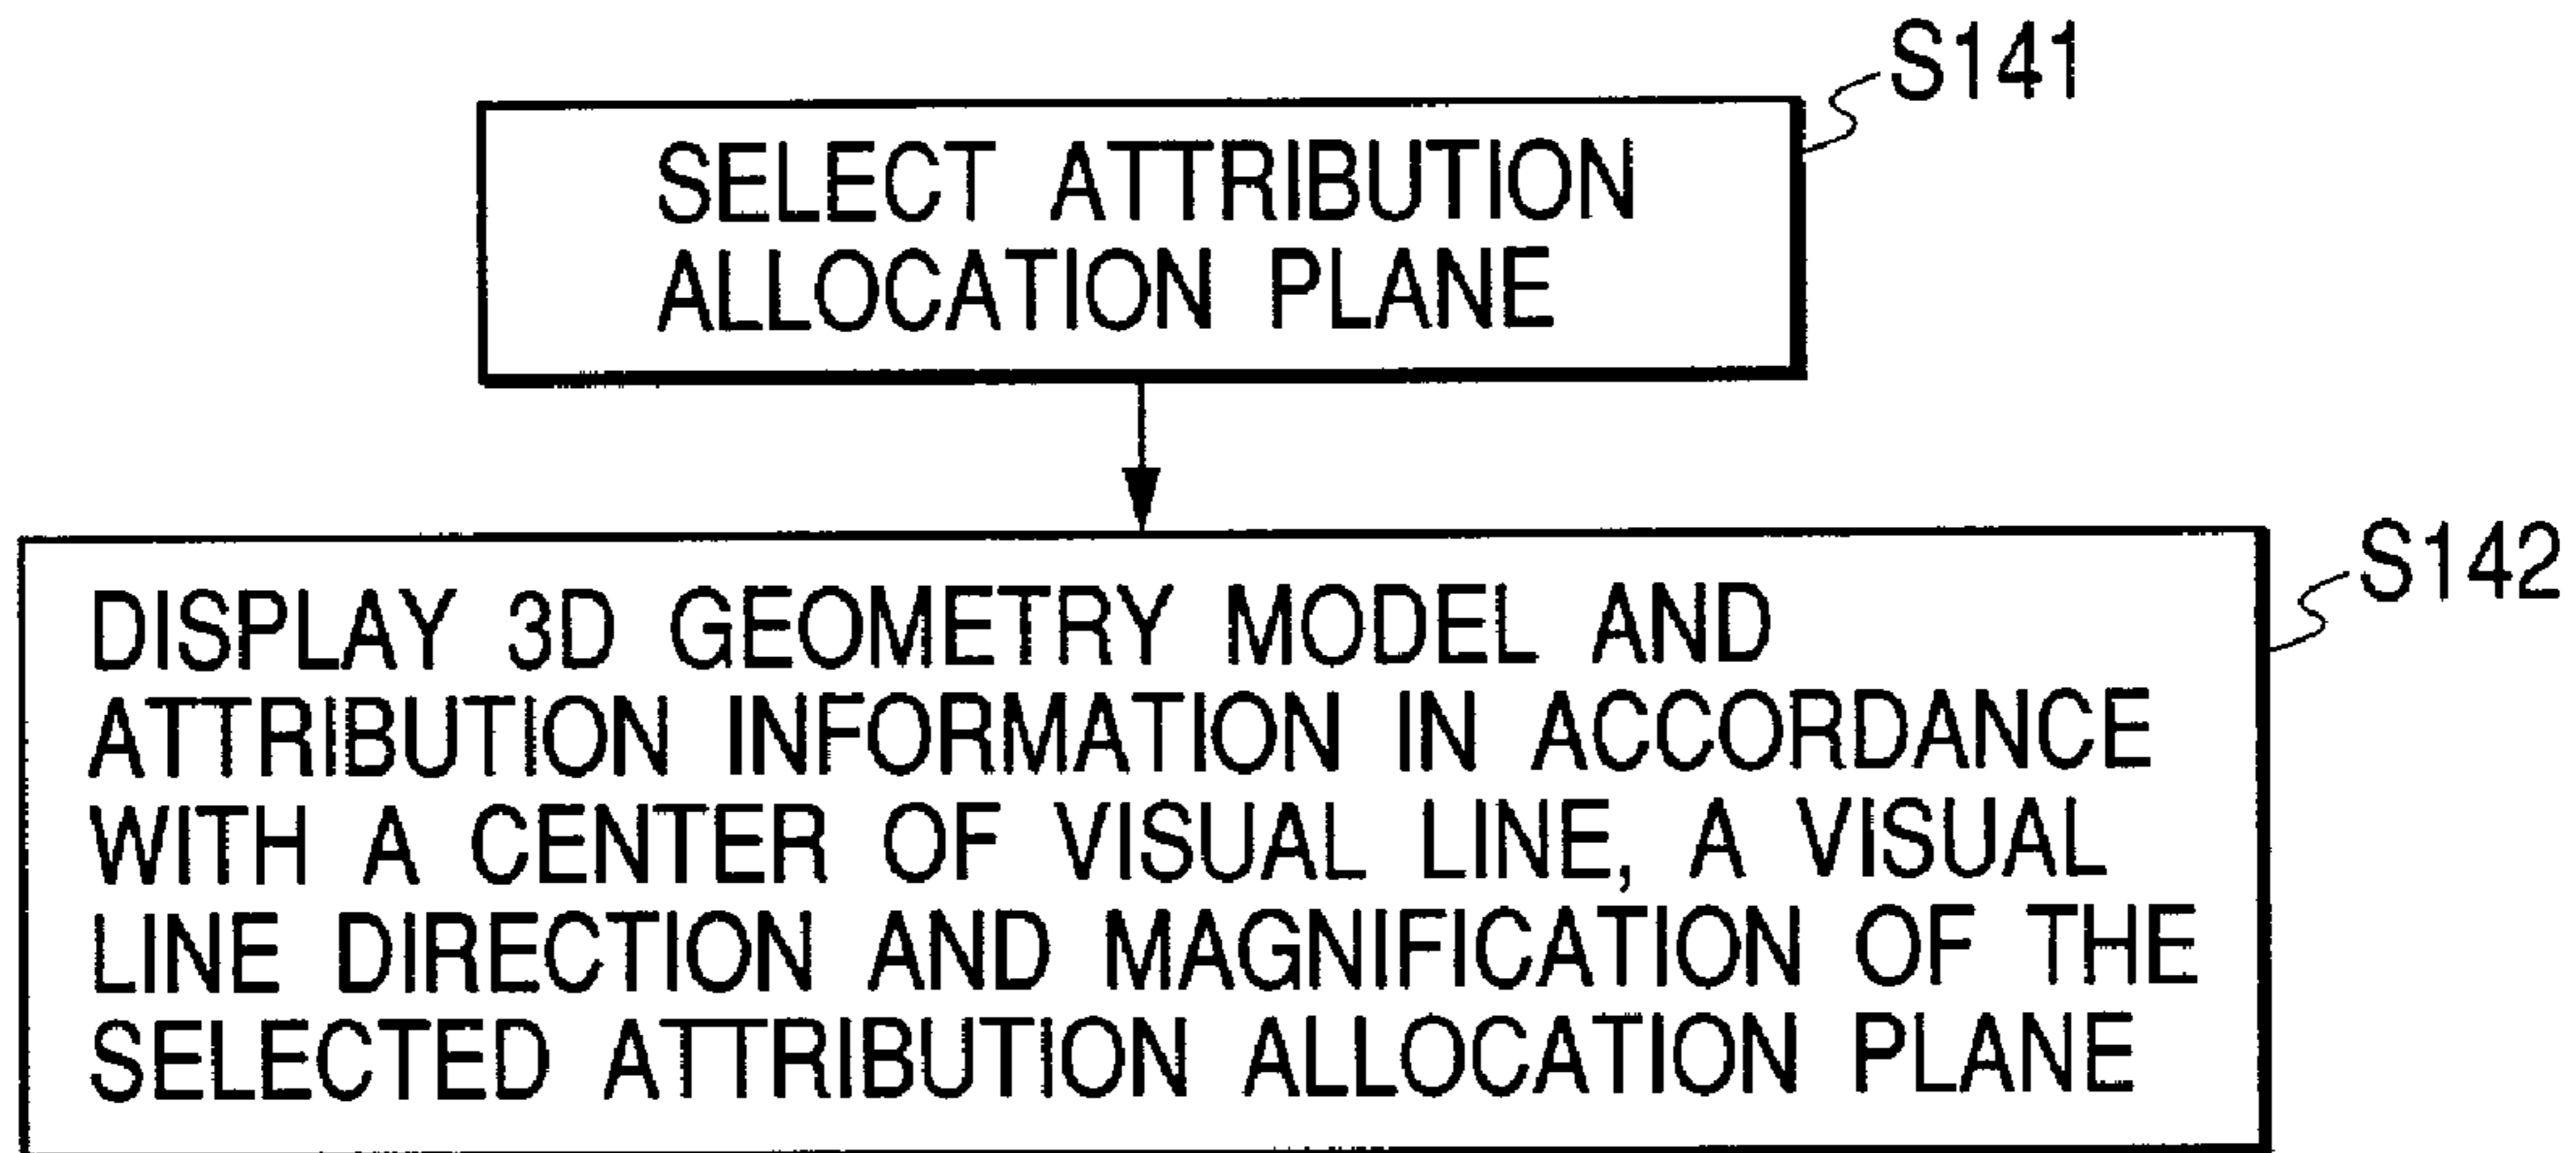 S141
SELECT ATTRIBUTION
ALLOCATION PLANE
S142
DISPLAY 3D GEOMETRY MODEL AND
ATTRIBUTION INFORMATION IN ACCORDANCE
WITH A CENTER OF VISUAL LINE, A VISUAL
LINE DIRECTION AND MAGNIFICATION OF THE
SELECTED ATTRIBUTION ALLOCATION PLANE